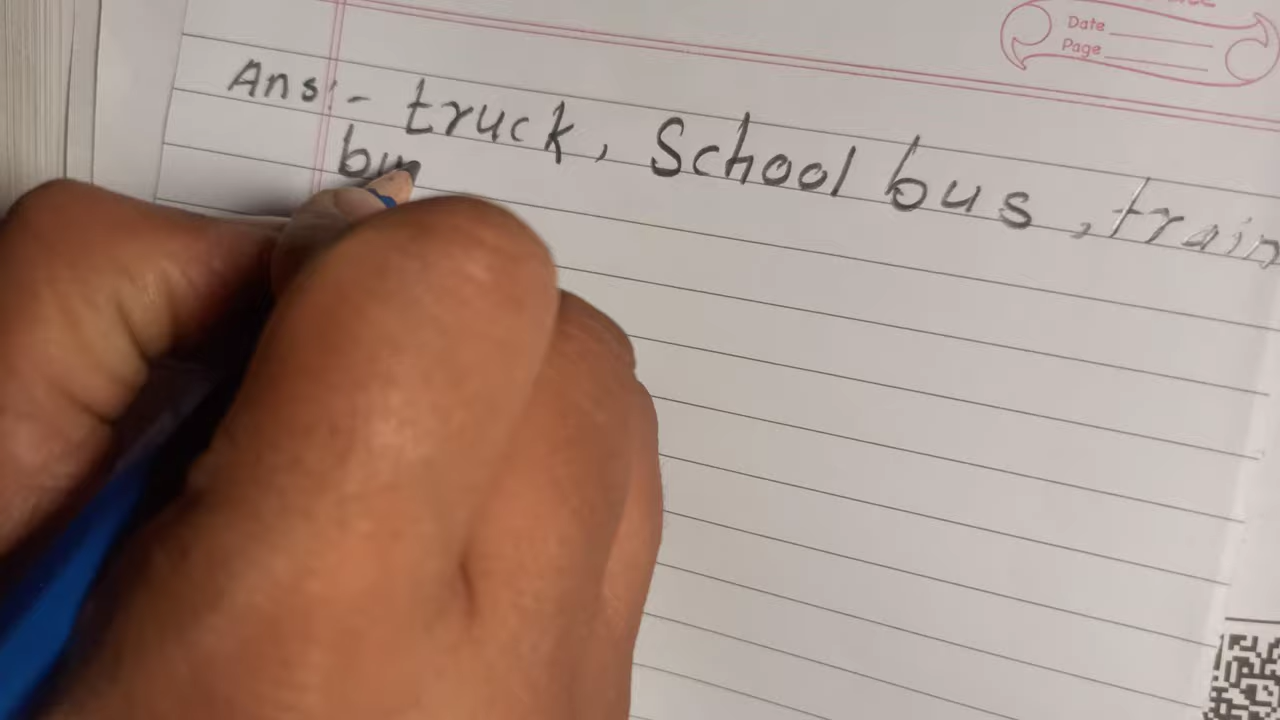 Date
Page
Ans:- truck, School bus, train